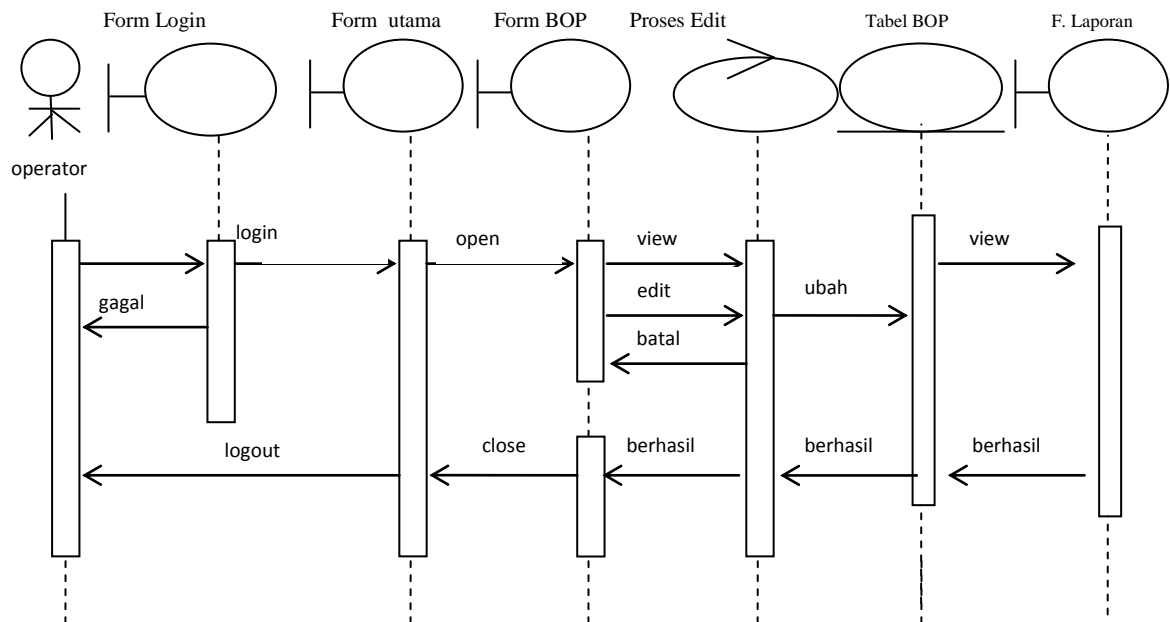 Form Login
Form utama
Form BOP
Proses Edit
Tabel BOP
F. Laporan
operator
login
open
view
view
gagal
edit
ubah
batal
logout
close
berhasil
berhasil
berhasil